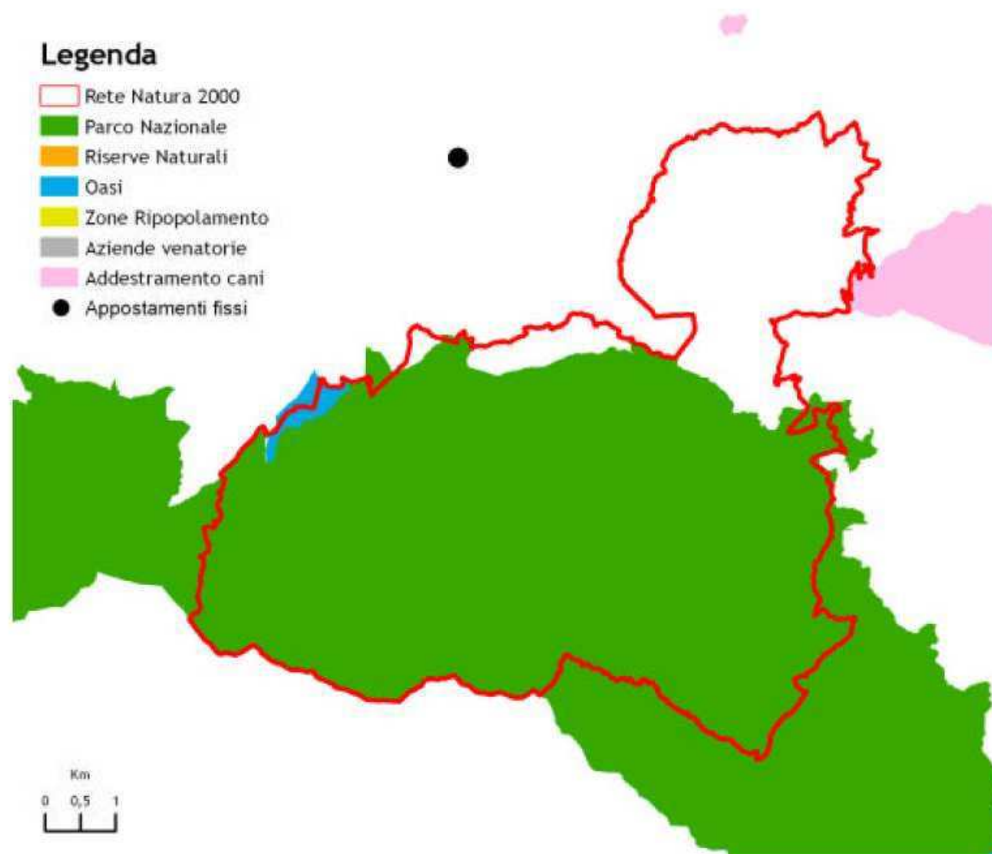 Legenda
Rete Natura 2000
Parco Nazionale
Riserve Naturali
Oasi
Zone Ripopolamento
Aziende venatorie
Addestramento cani
Appostamenti fissi
Km
0 0,5 1